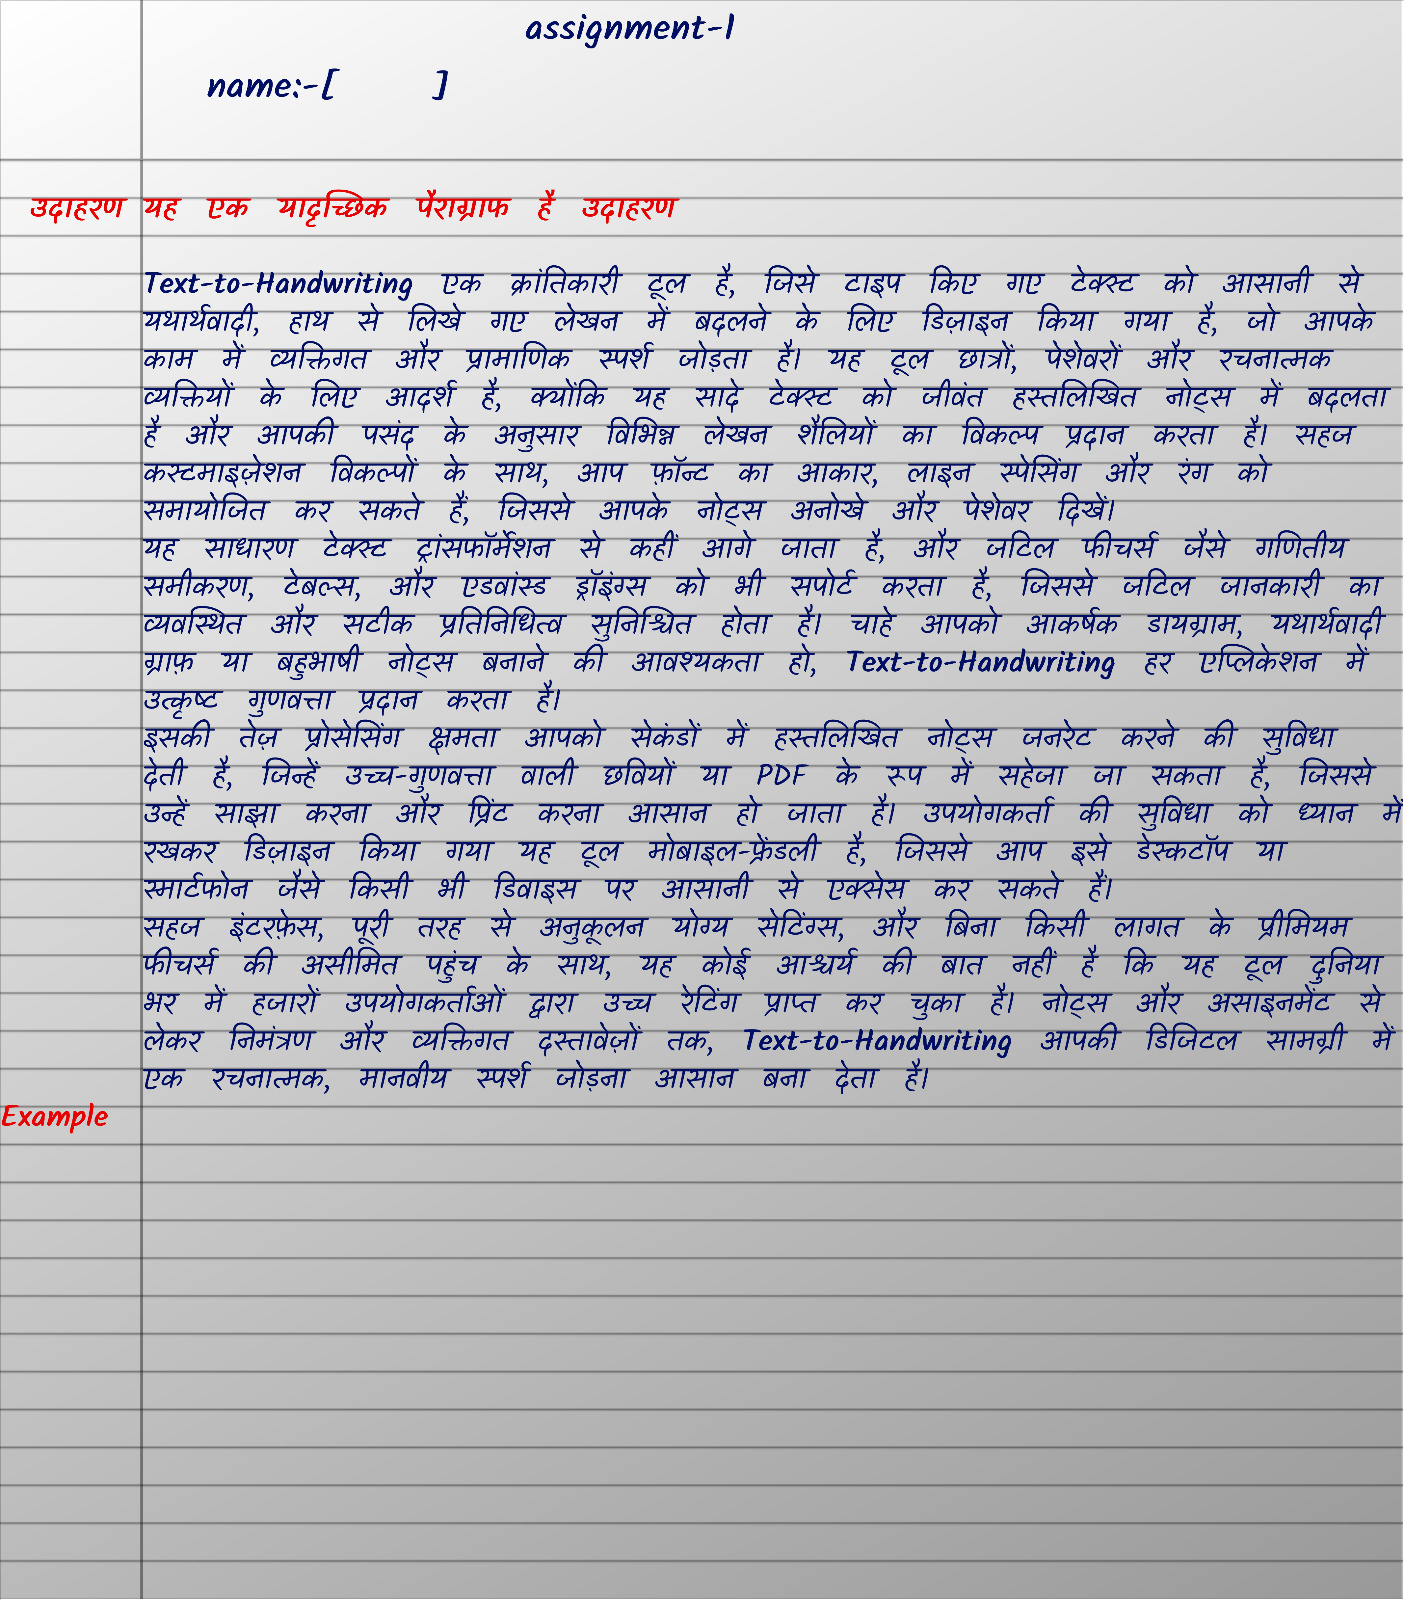 assignment-1
name:-[ ]
उदाहरण यह एक यादृच्छिक पैराग्राफ है उदाहरण
Text-to-Handwriting एक क्रांतिकारी टूल है, जिसे टाइप किए गए टेक्स्ट को आसानी से
यथार्थवादी, हाथ से लिखे गए लेखन में बदलने के लिए डिज़ाइन किया गया है, जो आपके
काम में व्यक्तिगत और प्रामाणिक स्पर्श जोड़ता है। यह टूल छात्रों, पेशेवरों और रचनात्मक
व्यक्तियों के लिए आदर्श है, क्योंकि यह सादे टेक्स्ट को जीवंत हस्तलिखित नोट्स में बदलता
है और आपकी पसंद के अनुसार विभिन्न लेखन शैलियों का विकल्प प्रदान करता है। सहज
कस्टमाइज़ेशन विकल्पों के साथ, आप फ़ॉन्ट का आकार, लाइन स्पेसिंग और रंग को
समायोजित कर सकते हैं, जिससे आपके नोट्स अनोखे और पेशेवर दिखें।
यह साधारण टेक्स्ट ट्रांसफॉर्मेशन से कहीं आगे जाता है, और जटिल फीचर्स जैसे गणितीय
समीकरण, टेबल्स, और एडवांस्ड ड्रॉइंग्स को भी सपोर्ट करता है, जिससे जटिल जानकारी का
व्यवस्थित और सटीक प्रतिनिधित्व सुनिश्चित होता है। चाहे आपको आकर्षक डायग्राम, यथार्थवादी
ग्राफ़ या बहुभाषी नोट्स बनाने की आवश्यकता हो, Text-to-Handwriting हर एप्लिकेशन में
उत्कृष्ट गुणवत्ता प्रदान करता है।
इसकी तेज़ प्रोसेसिंग क्षमता आपको सेकंडों में हस्तलिखित नोट्स जनरेट करने की सुविधा
देती है, जिन्हें उच्च-गुणवत्ता वाली छवियों या PDF के रूप में सहेजा जा सकता है, जिससे
उन्हें साझा करना और प्रिंट करना आसान हो जाता है। उपयोगकर्ता की सुविधा को ध्यान में
रखकर डिज़ाइन किया गया यह टूल मोबाइल-फ्रेंडली है, जिससे आप इसे डेस्कटॉप या
स्मार्टफोन जैसे किसी भी डिवाइस पर आसानी से एक्सेस कर सकते हैं।
सहज इंटरफ़ेस, पूरी तरह से अनुकूलन योग्य सेटिंग्स, और बिना किसी लागत के प्रीमियम
फीचर्स की असीमित पहुंच के साथ, यह कोई आश्चर्य की बात नहीं है कि यह टूल दुनिया
भर में हजारों उपयोगकर्ताओं द्वारा उच्च रेटिंग प्राप्त कर चुका है। नोट्स और असाइनमेंट से
लेकर निमंत्रण और व्यक्तिगत दस्तावेज़ों तक, Text-to-Handwriting आपकी डिजिटल सामग्री में
एक रचनात्मक, मानवीय स्पर्श जोड़ना आसान बना देता है।
Example